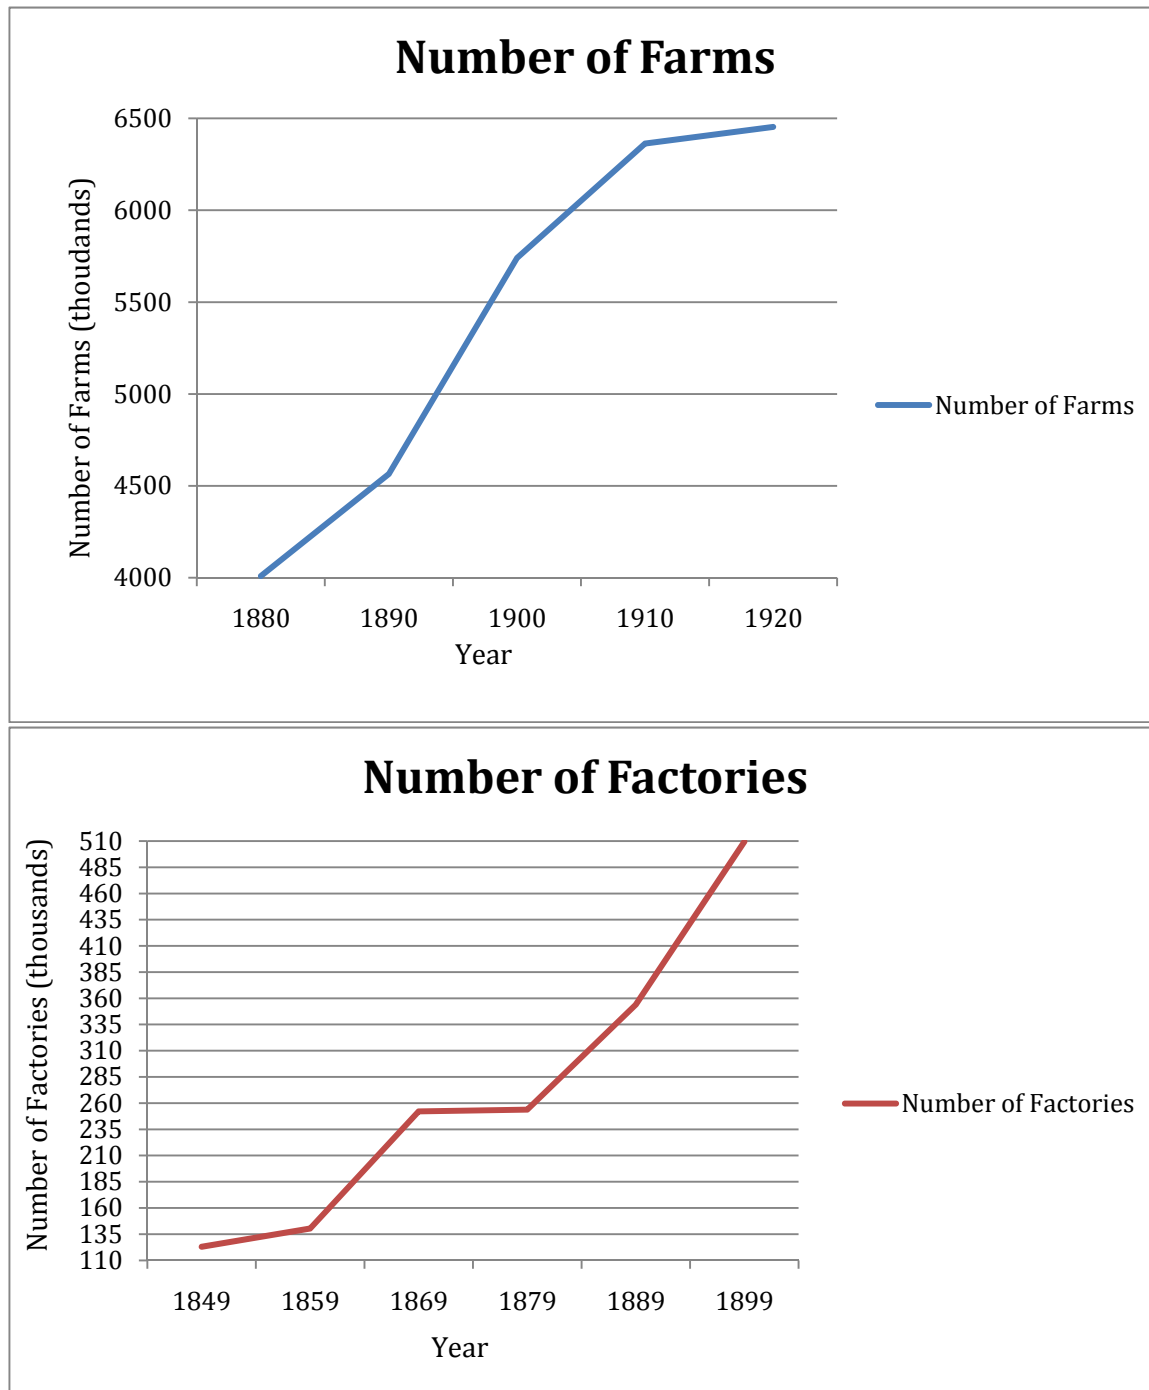 Number of Farms
Number of Farms (thoudands)
6500
6000
5500
5000
4500
4000
1880 1890 1900 1910 1920
Year
Number of Farms
Number of Factories
Number of Factories (thousands)
510
485
460
435
410
385
360
335
310
285
260
235
210
185
160
135
110
1849 1859 1869 1879 1889 1899
Year
Number of Factories